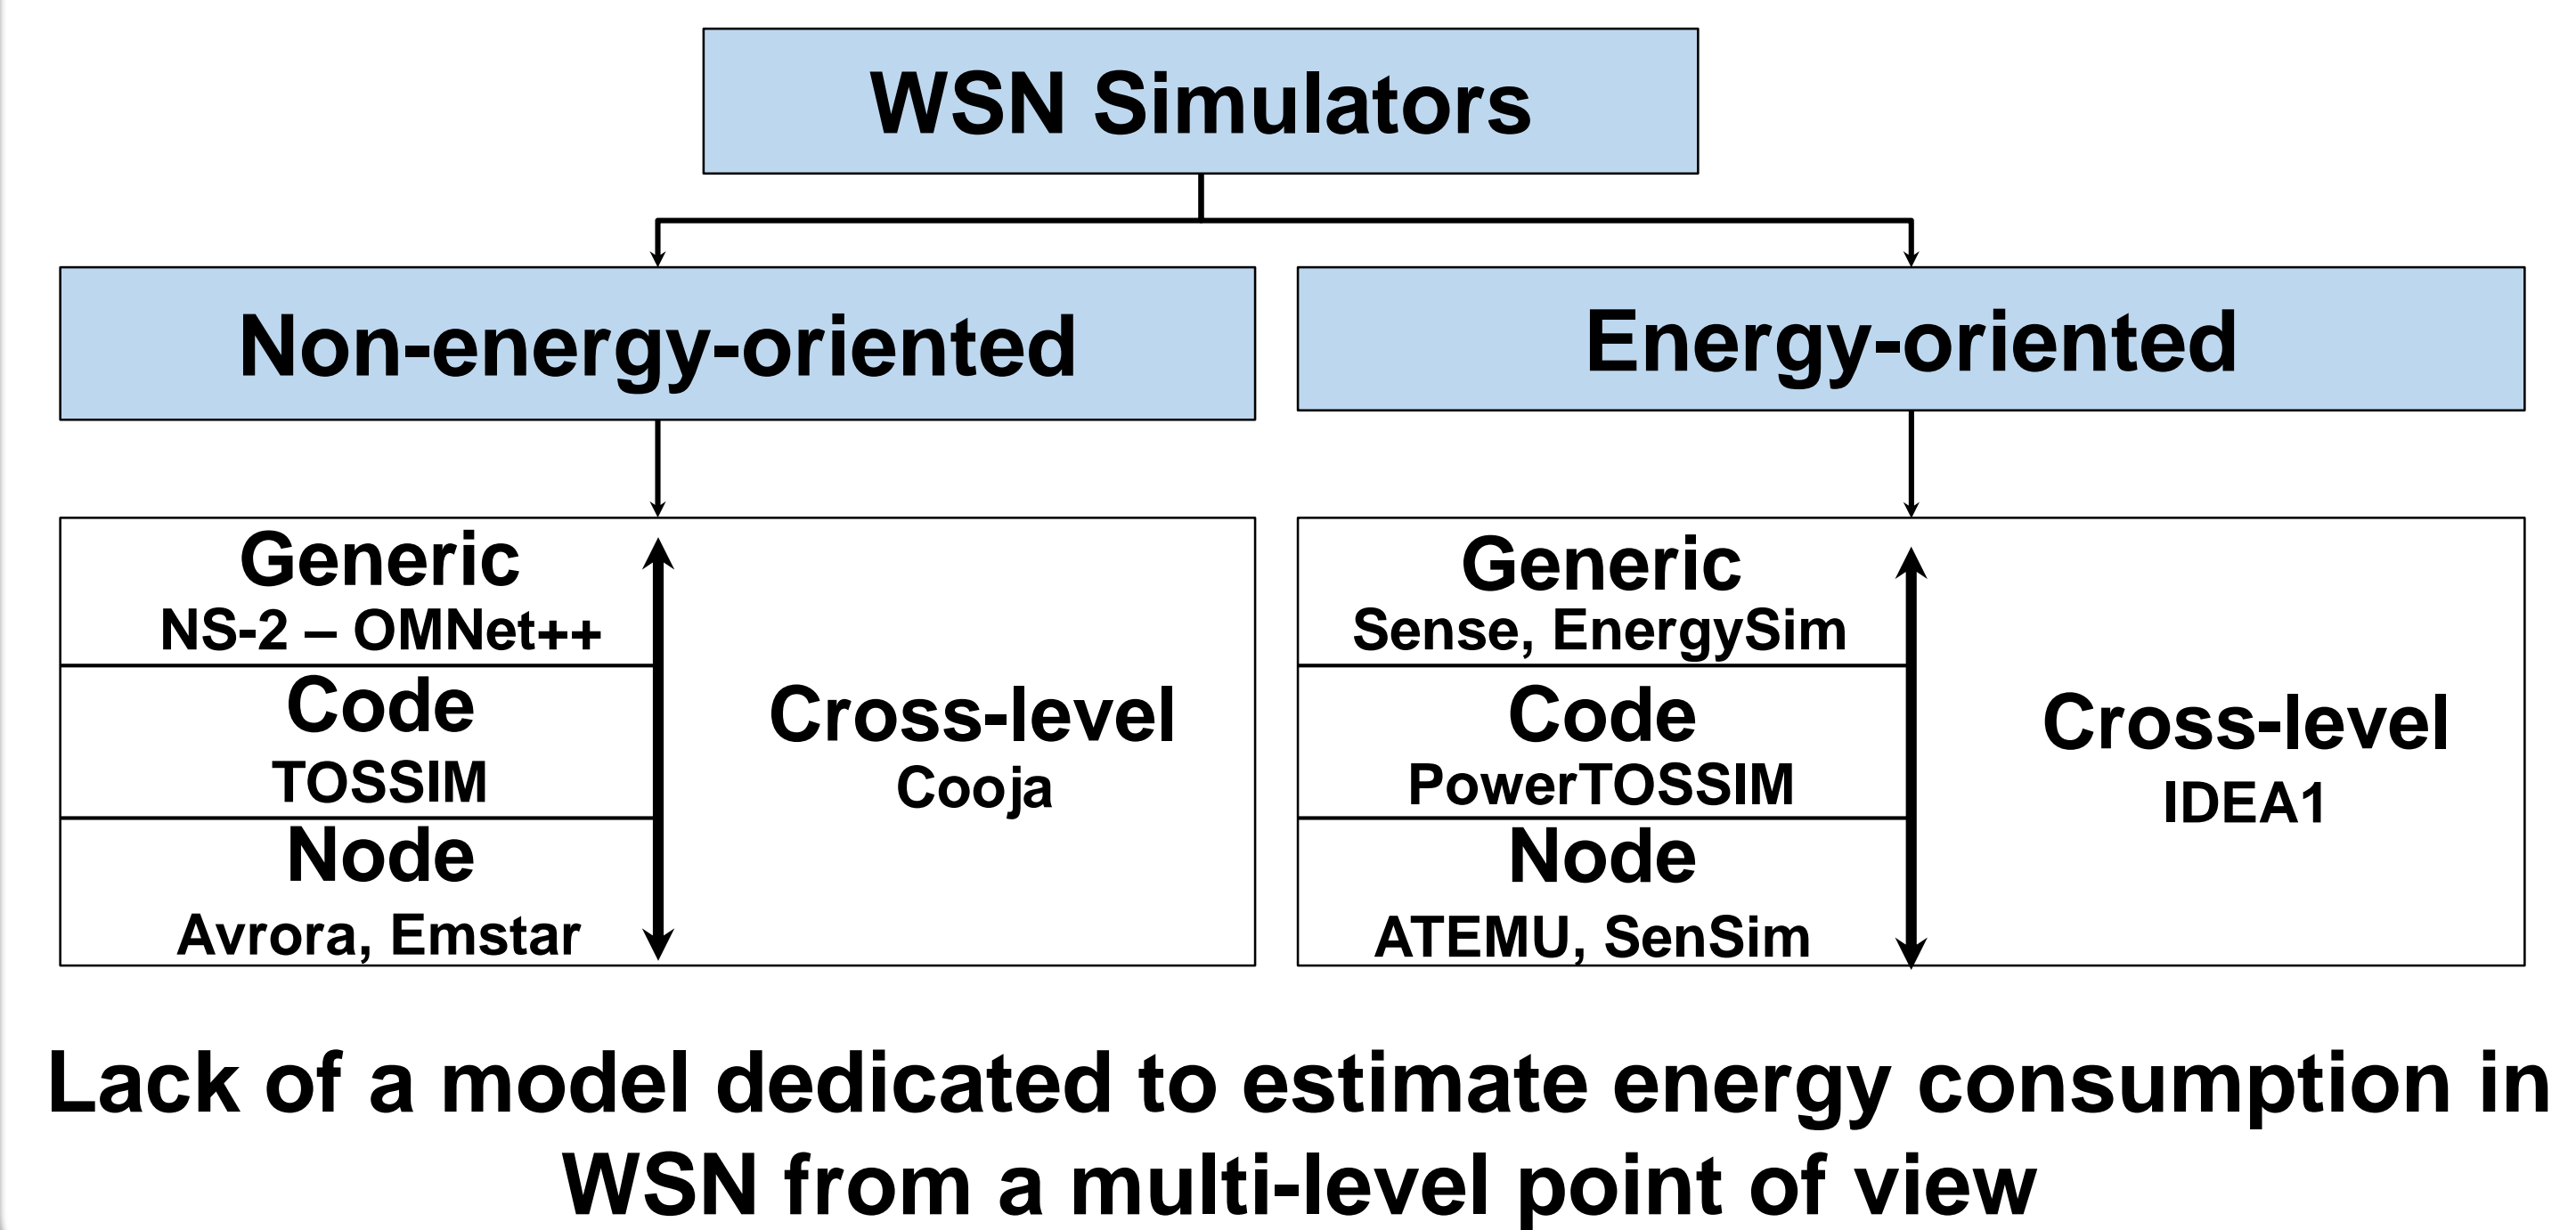 WSN Simulators
Non-energy-oriented
Energy-oriented
Generic
NS-2 – OMNet++
Code
TOSSIM
Node
Avrora, Emstar
Cross-level
Cooja
Generic
Sense, EnergySim
Code
PowerTOSSIM
Node
ATEMU, SenSim
Cross-level
IDEA1
Lack of a model dedicated to estimate energy consumption in
WSN from a multi-level point of view